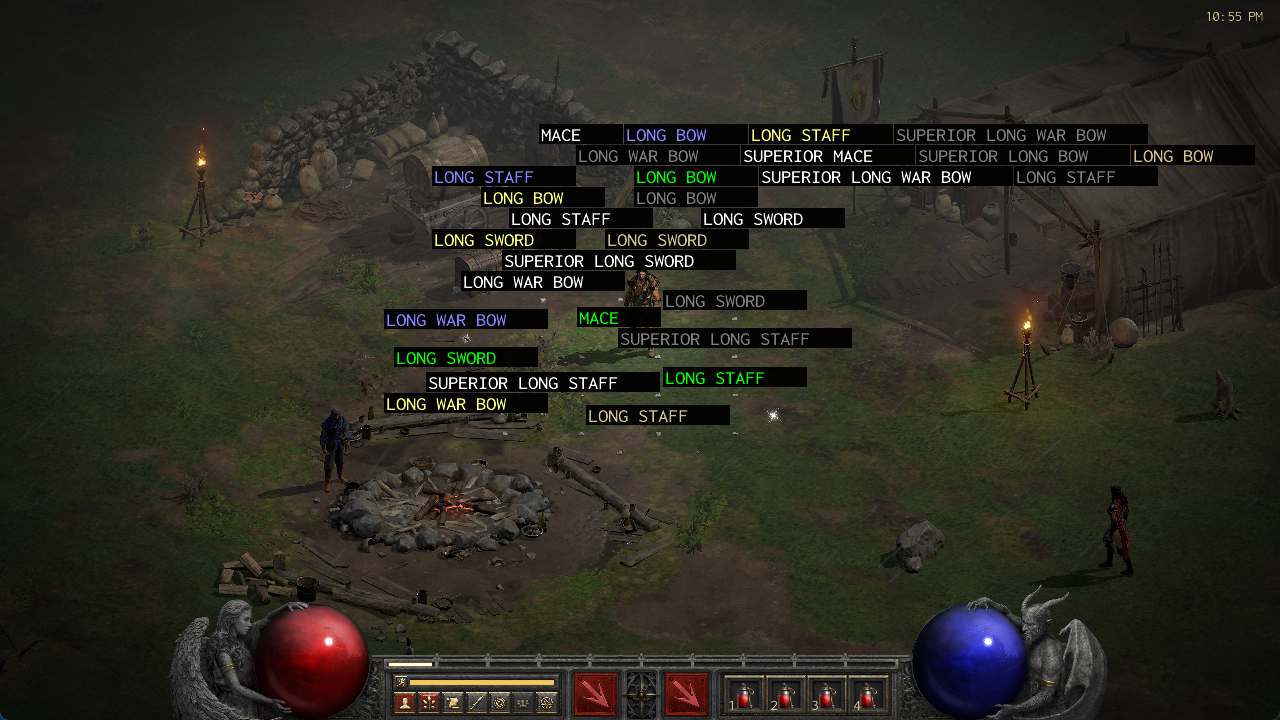 10:55 PM
MACE LONG BOW LONG STAFF SUPERIOR LONG WAR BOW
LONG WAR BOW SUPERIOR MACE SUPERIOR LONG BOW LONG BOW
LONG STAFF LONG BOW SUPERIOR LONG WAR BOW LONG STAFF
LONG BOW LONG BOW
LONG STAFF LONG SWORD
LONG SWORD LONG SWORD
SUPERIOR LONG SWORD
LONG WAR BOW
LONG SWORD
LONG WAR BOW MACE
SUPERIOR LONG STAFF
LONG SWORD
SUPERIOR LONG STAFF LONG STAFF
LONG WAR BOW
LONG STAFF
1 2 3 4